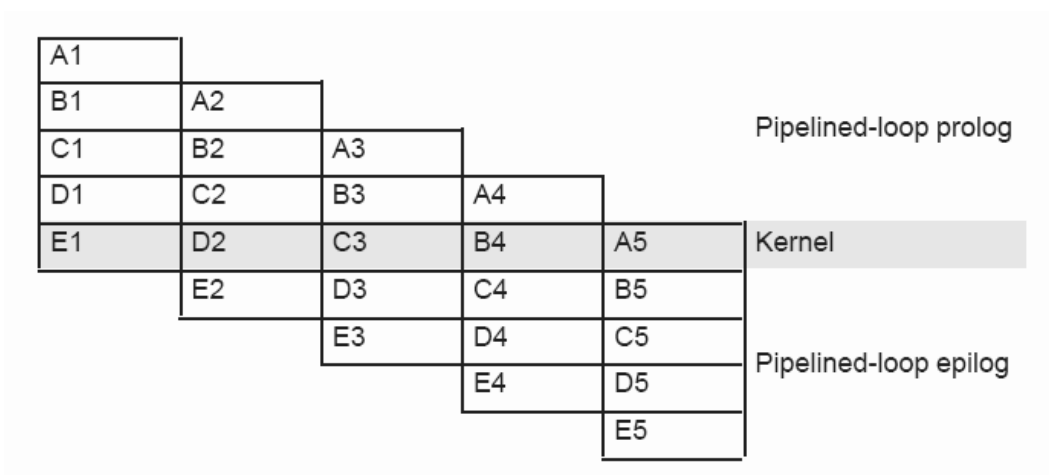 A1
B1 A2
Pipelined-loop prolog
C1 B2 A3
D1 C2 B3 A4
E1 D2 C3 B4 A5 Kernel
E2 D3 C4 B5
E3 D4 C5
Pipelined-loop epilog
E4 D5
E5